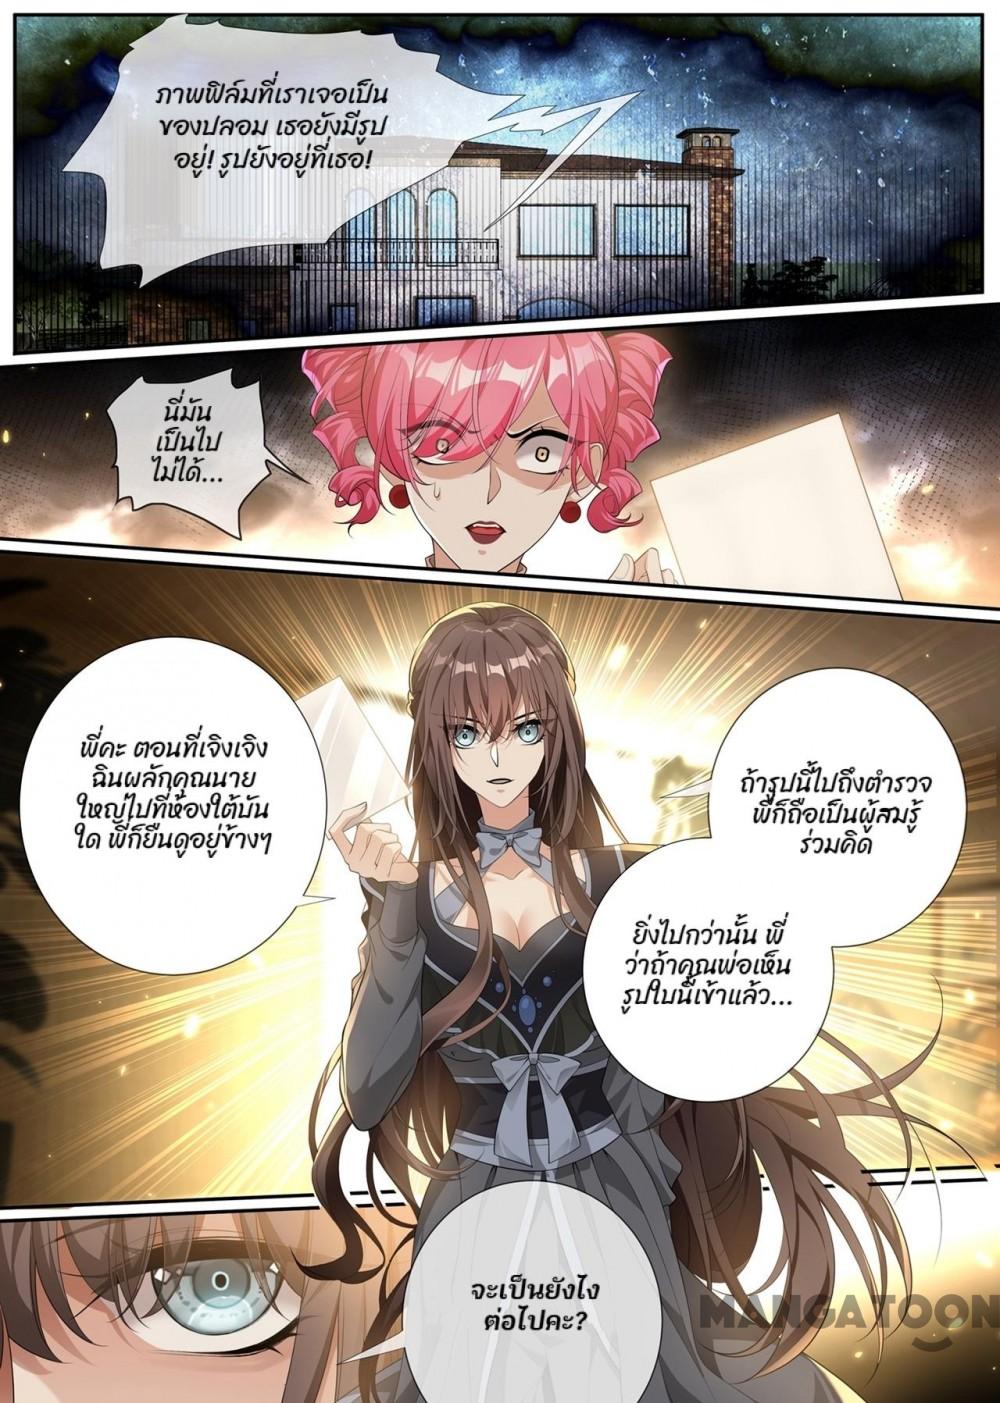 ภาพฟิล์มที่เราเจอเป็น
ของปลอม เธอยังมีรูป
อยู่! รูปยังอยู่ที่เธอ!
นี่มัน
เป็นไป
ไม่ได้...
พี่คะ ตอนที่เจิงเจิง
ฉินผลักคุณนาย
ใหญ่ไปที่ห้องใต้บัน
ใด พี่ก็ยืนดูอยู่ข้างๆ
ถ้ารูปนี้ไปถึงตำรวจ
พี่ก็ถือเป็นผู้สมรู้
ร่วมคิด
ยิ่งไปกว่านั้น พี่
ว่าถ้าคุณพ่อเห็น
รูปใบนี้เข้าแล้ว...
จะเป็นยังไง
ต่อไปคะ?
MANGATOON